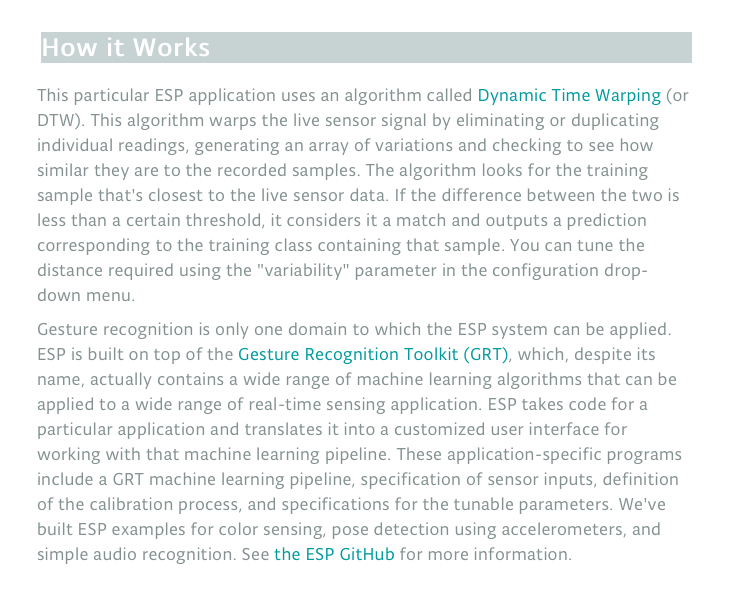 How it Works
This particular ESP application uses an algorithm called Dynamic Time Warping (or
DTW). This algorithm warps the live sensor signal by eliminating or duplicating
individual readings, generating an array of variations and checking to see how
similar they are to the recorded samples. The algorithm looks for the training
sample that's closest to the live sensor data. If the difference between the two is
less than a certain threshold, it considers it a match and outputs a prediction
corresponding to the training class containing that sample. You can tune the
distance required using the "variability" parameter in the configuration drop-
down menu.
Gesture recognition is only one domain to which the ESP system can be applied.
ESP is built on top of the Gesture Recognition Toolkit (GRT), which, despite its
name, actually contains a wide range of machine learning algorithms that can be
applied to a wide range of real-time sensing application. ESP takes code for a
particular application and translates it into a customized user interface for
working with that machine learning pipeline. These application-specific programs
include a GRT machine learning pipeline, specification of sensor inputs, definition
of the calibration process, and specifications for the tunable parameters. We've
built ESP examples for color sensing, pose detection using accelerometers, and
simple audio recognition. See the ESP GitHub for more information.